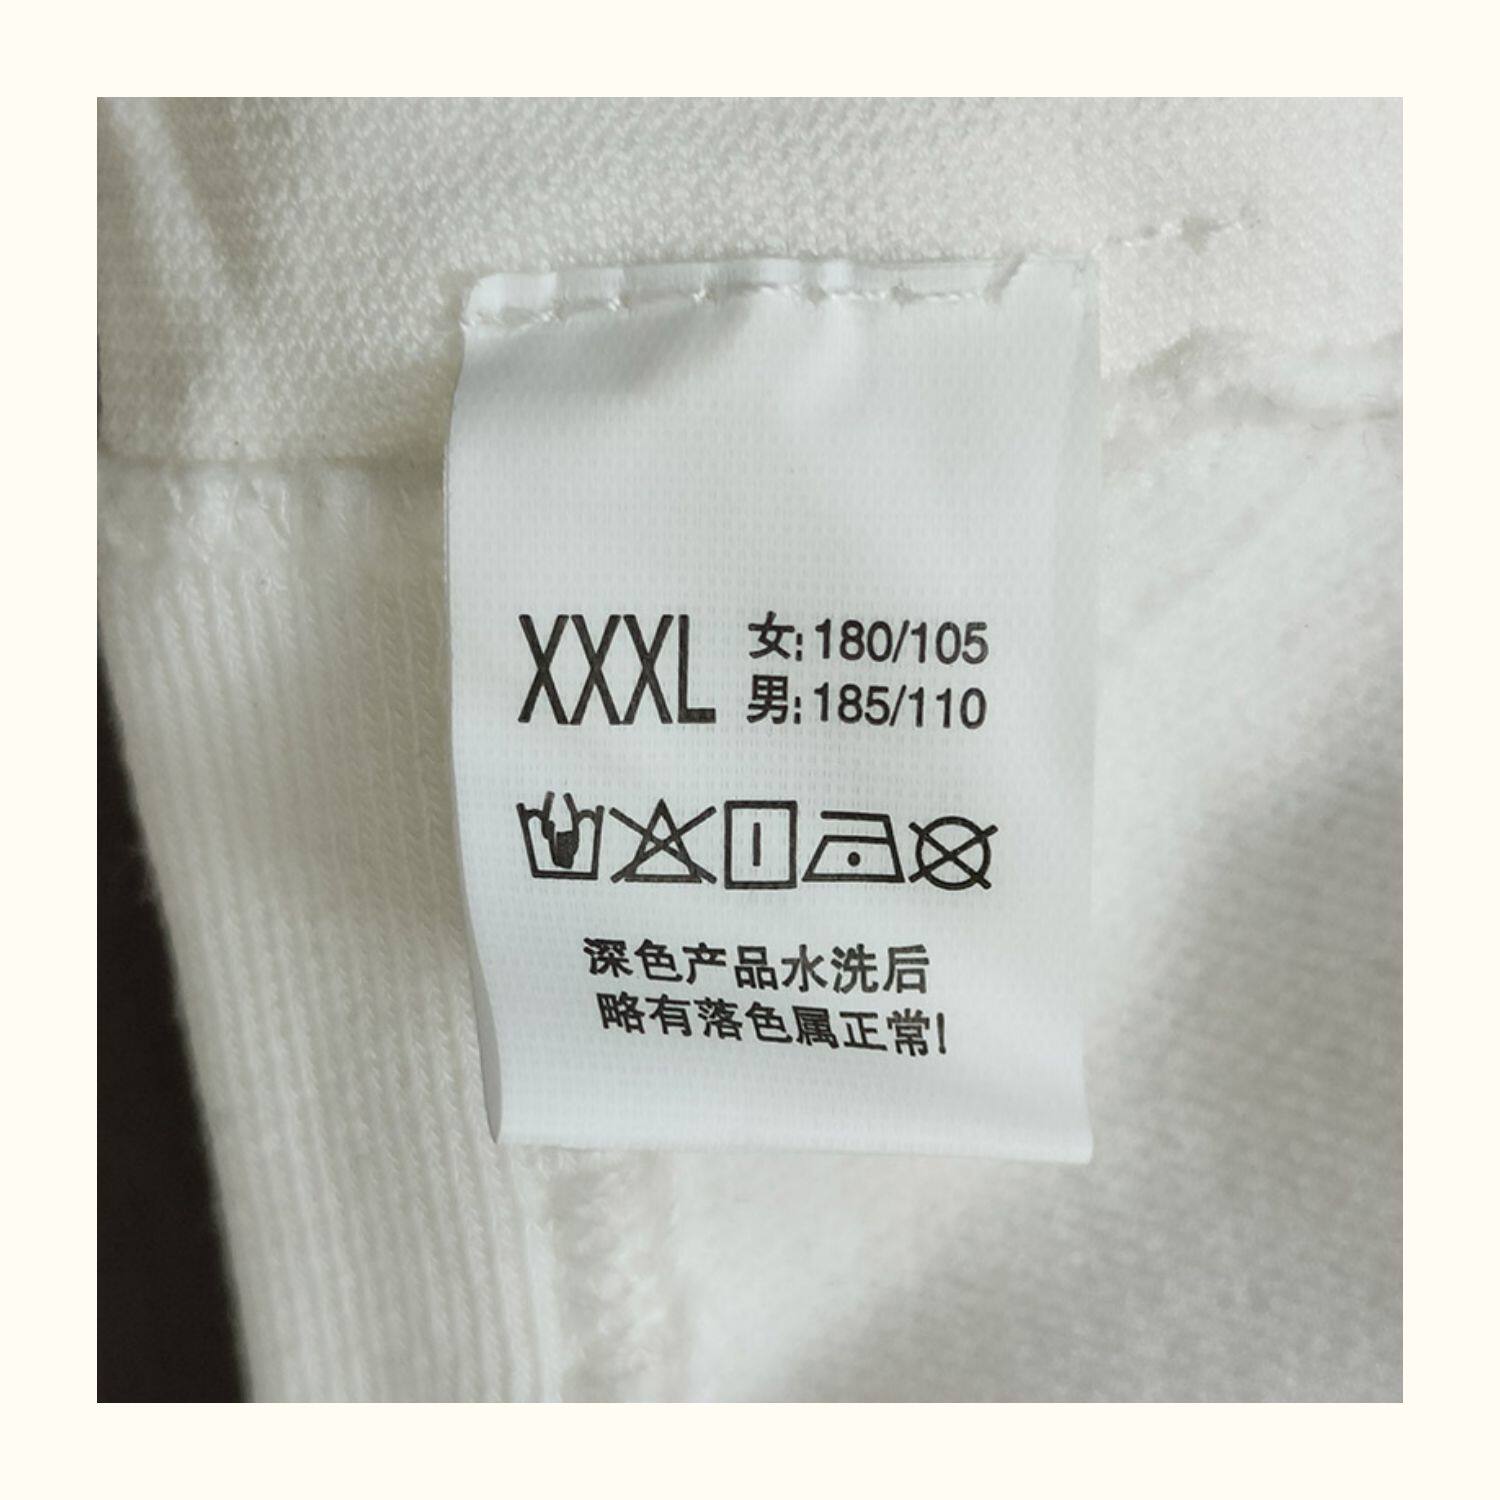 XXXL
女: 180/105
男: 185/110
深色产品水洗后
略有落色属正常!